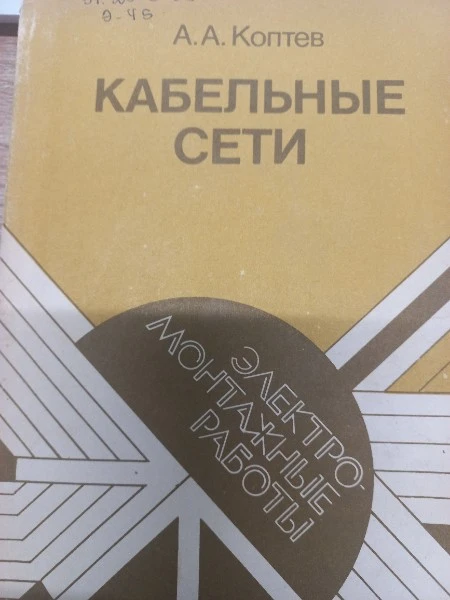 А. А. Коптев
КАБЕЛЬНЫЕ
СЕТИ
ЭЛЕКТРО-
МОНТАЖНЫЕ
РАБОТЫ